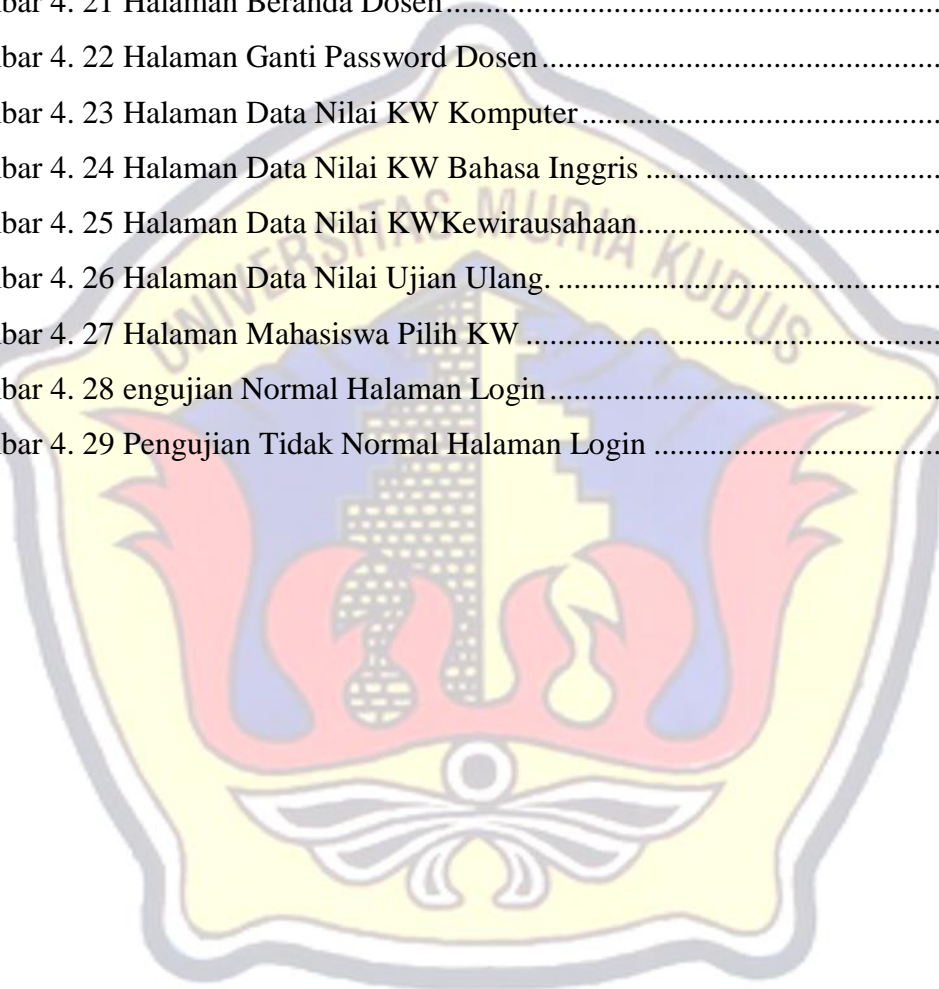 bar 4. 21 Halaman Beranda Dosen................................................................
bar 4. 22 Halaman Ganti Password Dosen....................................................
bar 4. 23 Halaman Data Nilai KW Komputer...............................................
bar 4. 24 Halaman Data Nilai KW Bahasa Inggris .......................................
bar 4. 25 Halaman Data Nilai KWKewirausahaan........................................
bar 4. 26 Halaman Data Nilai Ujian Ulang. ..................................................
bar 4. 27 Halaman Mahasiswa Pilih KW ......................................................
bar 4. 28 engujian Normal Halaman Login...................................................
bar 4. 29 Pengujian Tidak Normal Halaman Login .....................................
UNIVERSITAS MURIA KUDUS